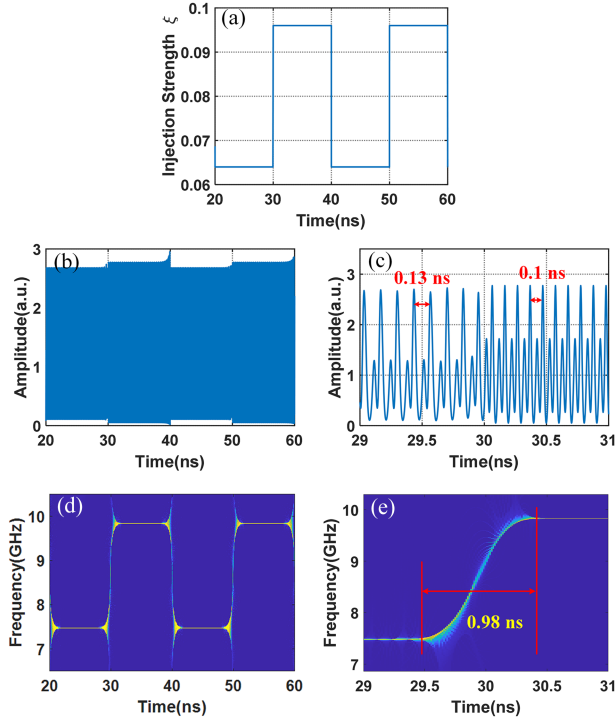 (a)
Injection Strength ξ
0.1
0.09
0.08
0.07
0.06
20 30 40 50 60
Time(ns)
(b)
Amplitude(a.u.)
3
2
1
0
20 30 40 50 60
Time(ns)
(c)
Amplitude(a.u.)
3
2
1
0
0.13 ns
0.1 ns
29 29.5 30 30.5 31
Time(ns)
(d)
Frequency(GHz)
10
9
8
7
20 30 40 50 60
Time(ns)
(e)
Frequency(GHz)
10
9
8
7
0.98 ns
29 29.5 30 30.5 31
Time(ns)